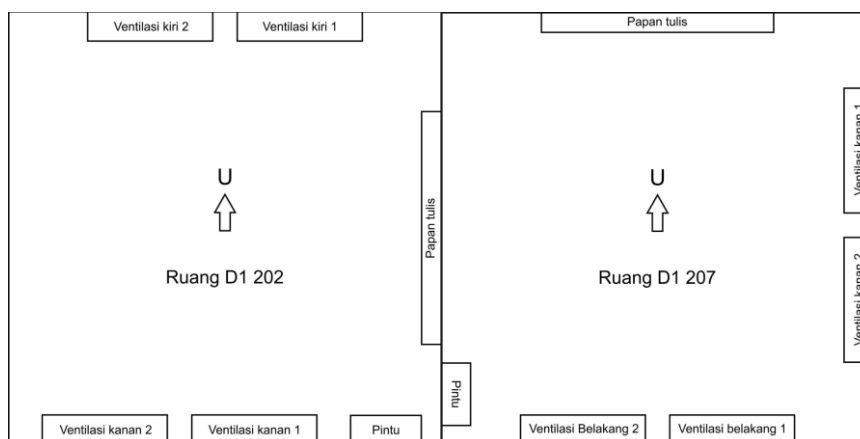 Ventilasi kiri 2
Ventilasi kiri 1
Papan tulis
U
Ruang D1 202
Ventilasi kanan 2
Ventilasi kanan 1
Pintu
Papan tulis
Ventilasi kanan 1
U
Ruang D1 207
Ventilasi kanan 2
Pintu
Ventilasi Belakang 2
Ventilasi belakang 1